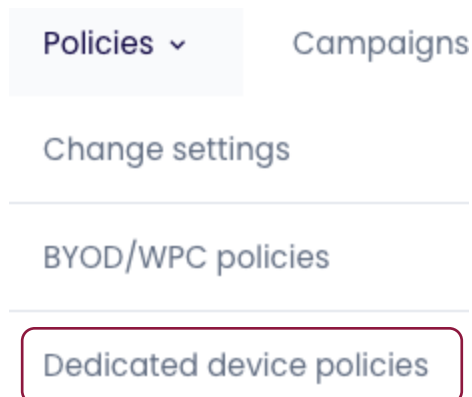 Policies Campaigns
Change settings
BYOD/WPC policies
Dedicated device policies